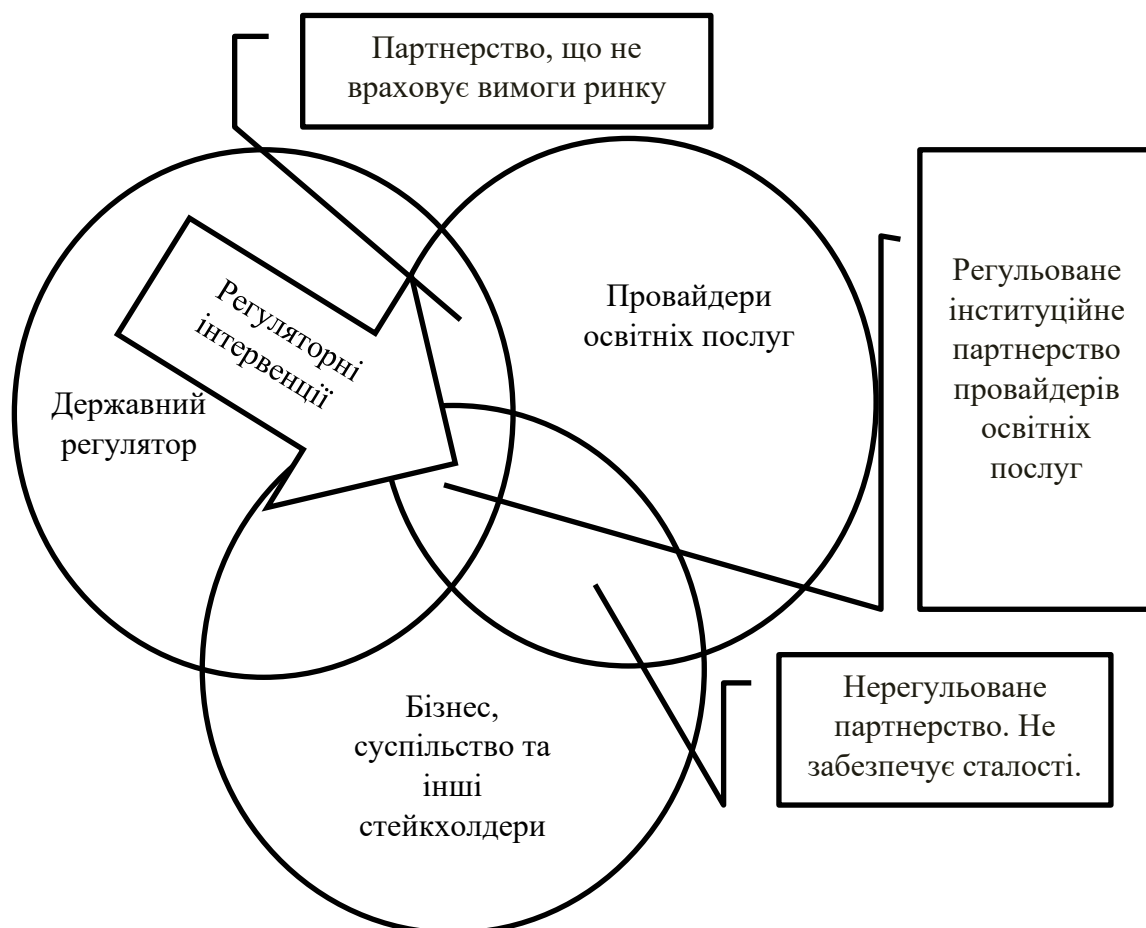 Партнерство, що не
враховує вимоги ринку
Регуляторні
інтервенції
Провайдери
освітніх послуг
Регульоване
інституційне
партнерство
провайдерів
освітніх
послуг
Державний
регулятор
Бізнес,
суспільство та
інші
стейкхолдери
Нерегульоване
партнерство. Не
забезпечує сталості.